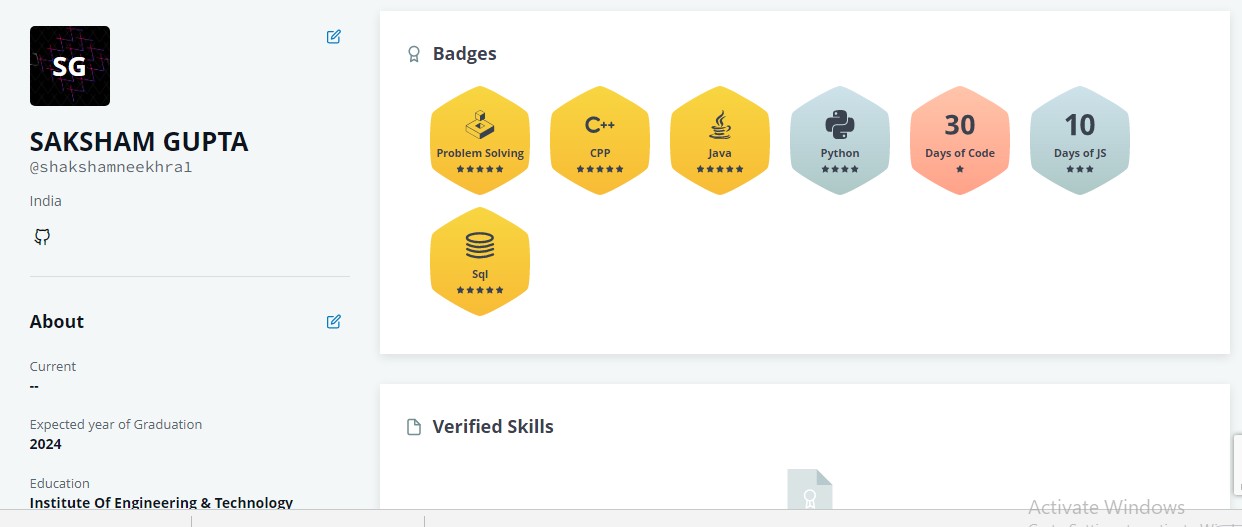 SG
SAKSHAM GUPTA
@shakshamneekhra1
India
About
Current
--
Expected year of Graduation
2024
Education
Institute Of Engineering & Technology
Badges
Problem Solving
C++
CPP
Java
Python
30
Days of Code
10
Days of JS
Sql
Verified Skills
Activate Windows